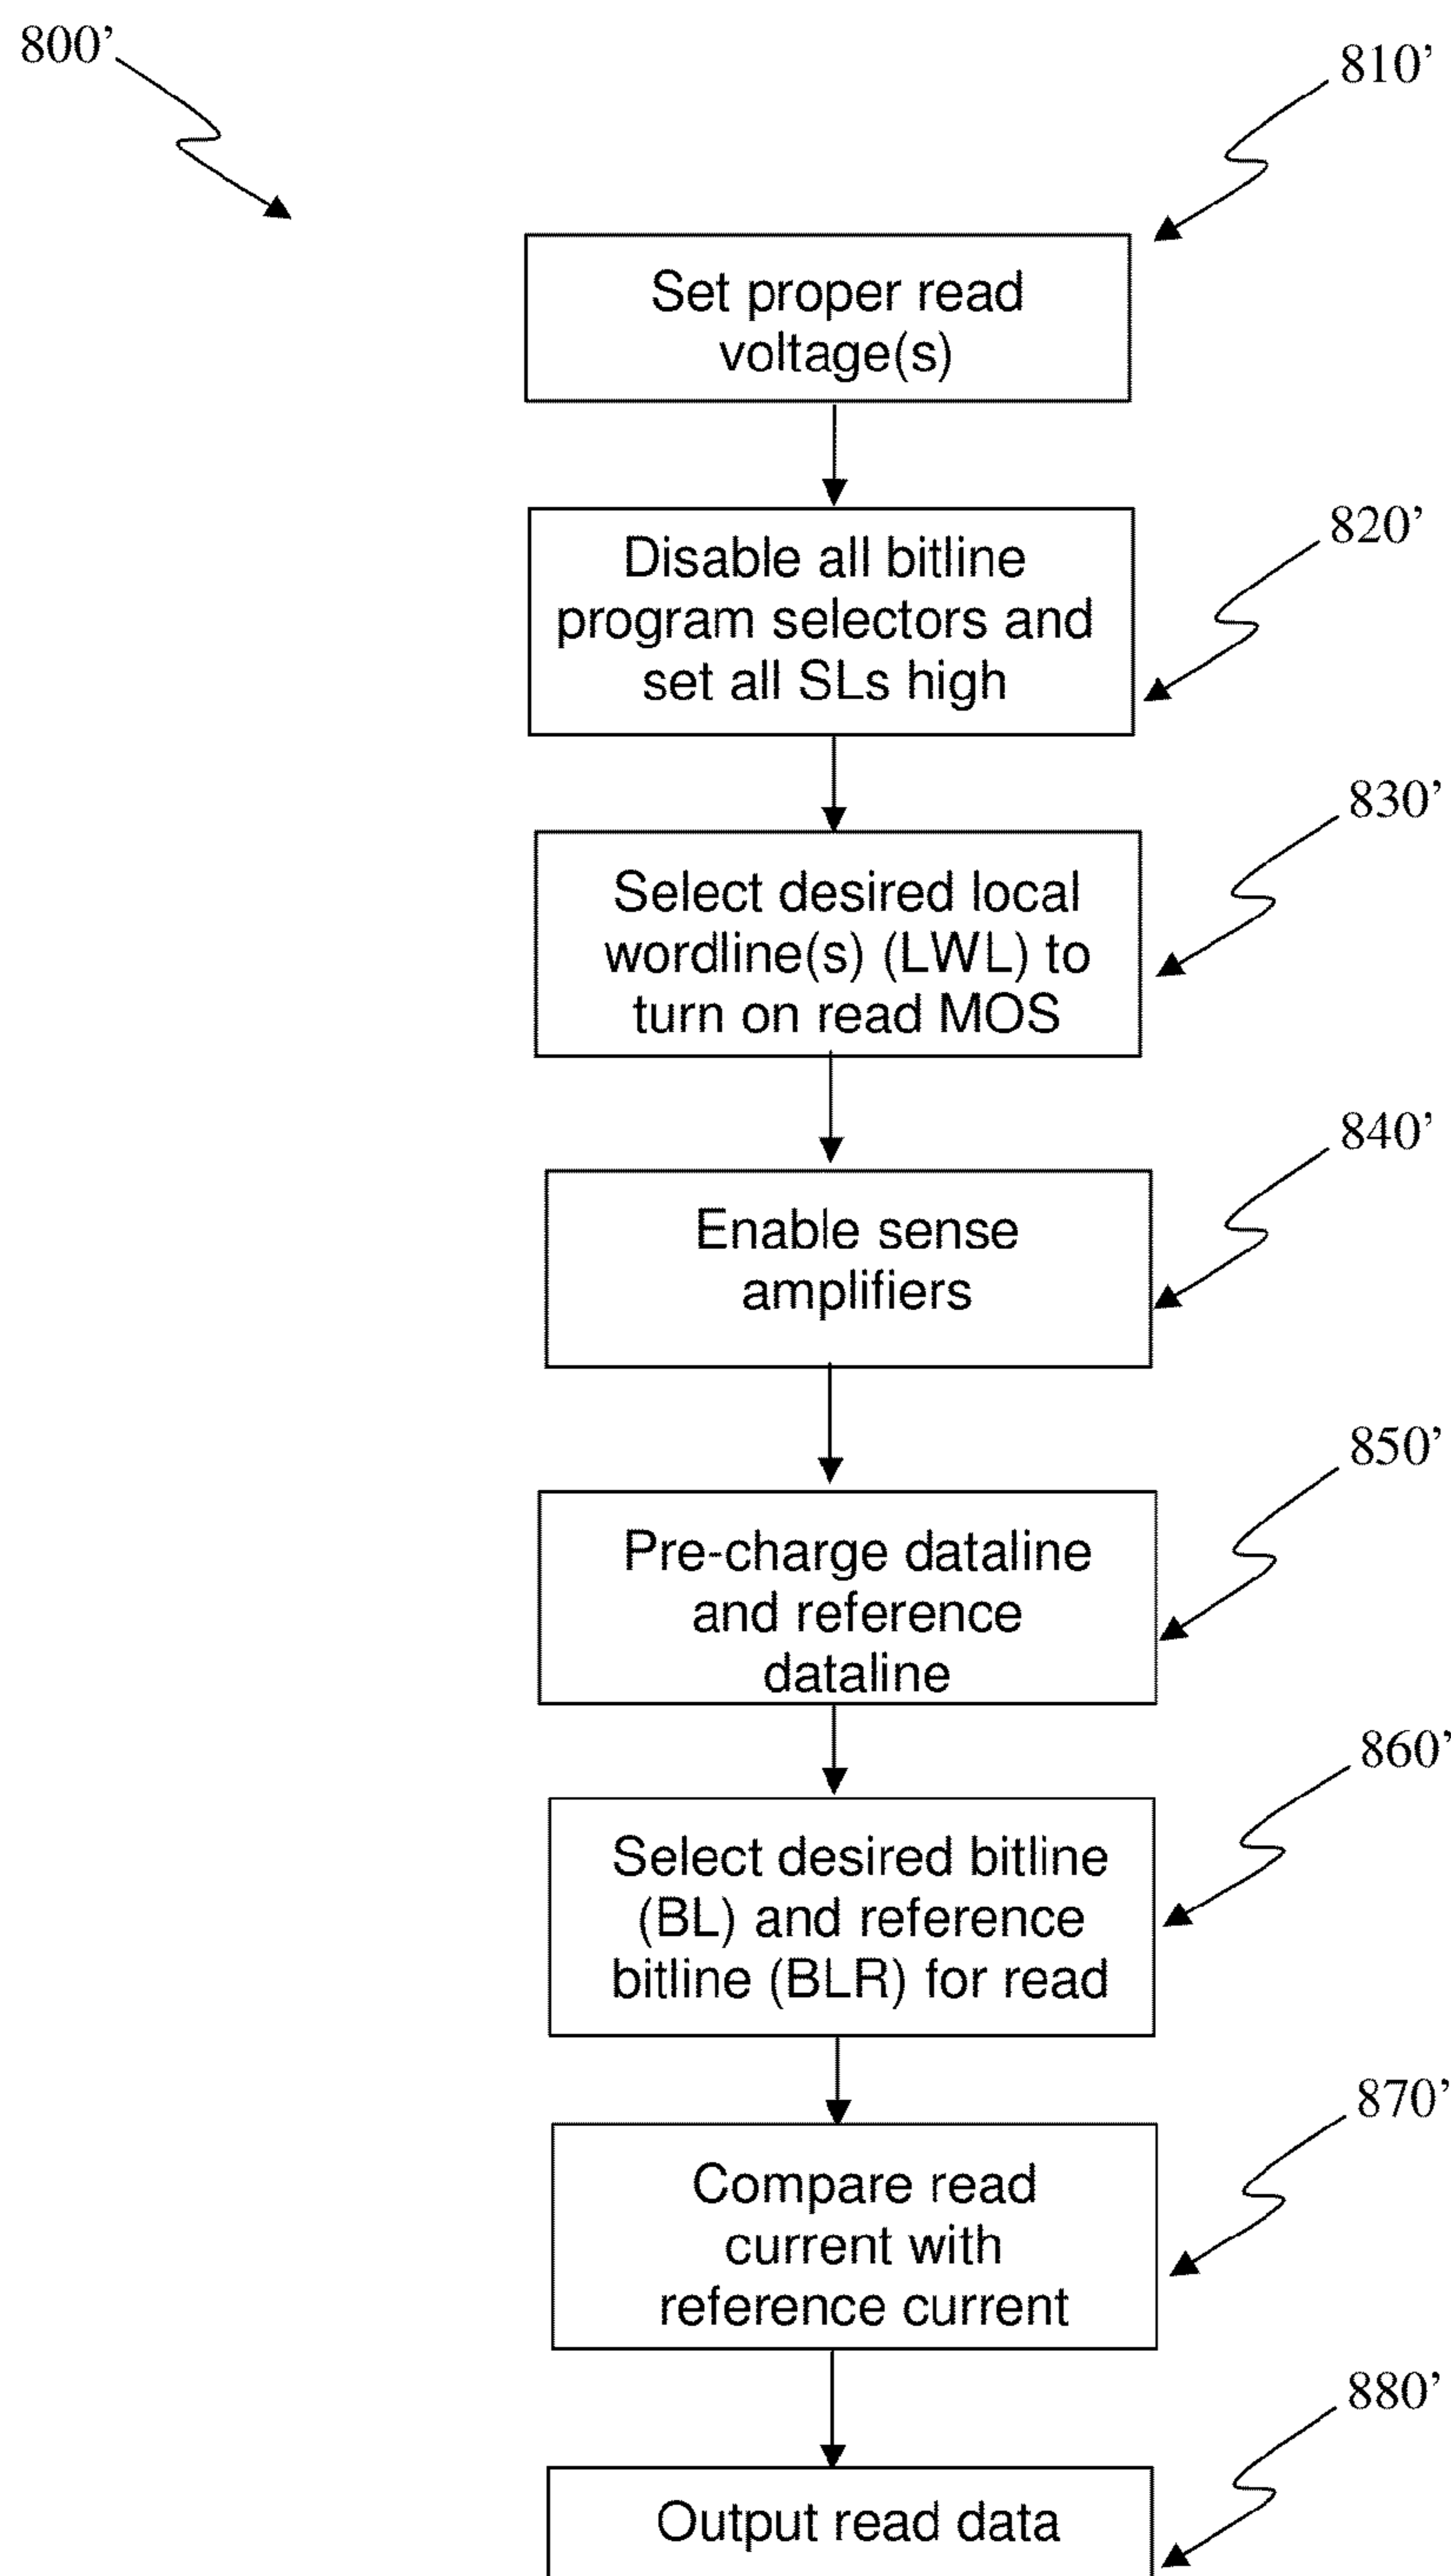 800’
810’
Set proper read
voltage(s)
Disable all bitline
program selectors and
set all SLs high
820’
830’
Select desired local
wordline(s) (LWL) to
turn on read MOS
840’
Enable sense
amplifiers
850’
Pre-charge dataline
and reference
dataline
860’
Select desired bitline
(BL) and reference
bitline (BLR) for read
870’
Compare read
current with
reference current
880’
Output read data